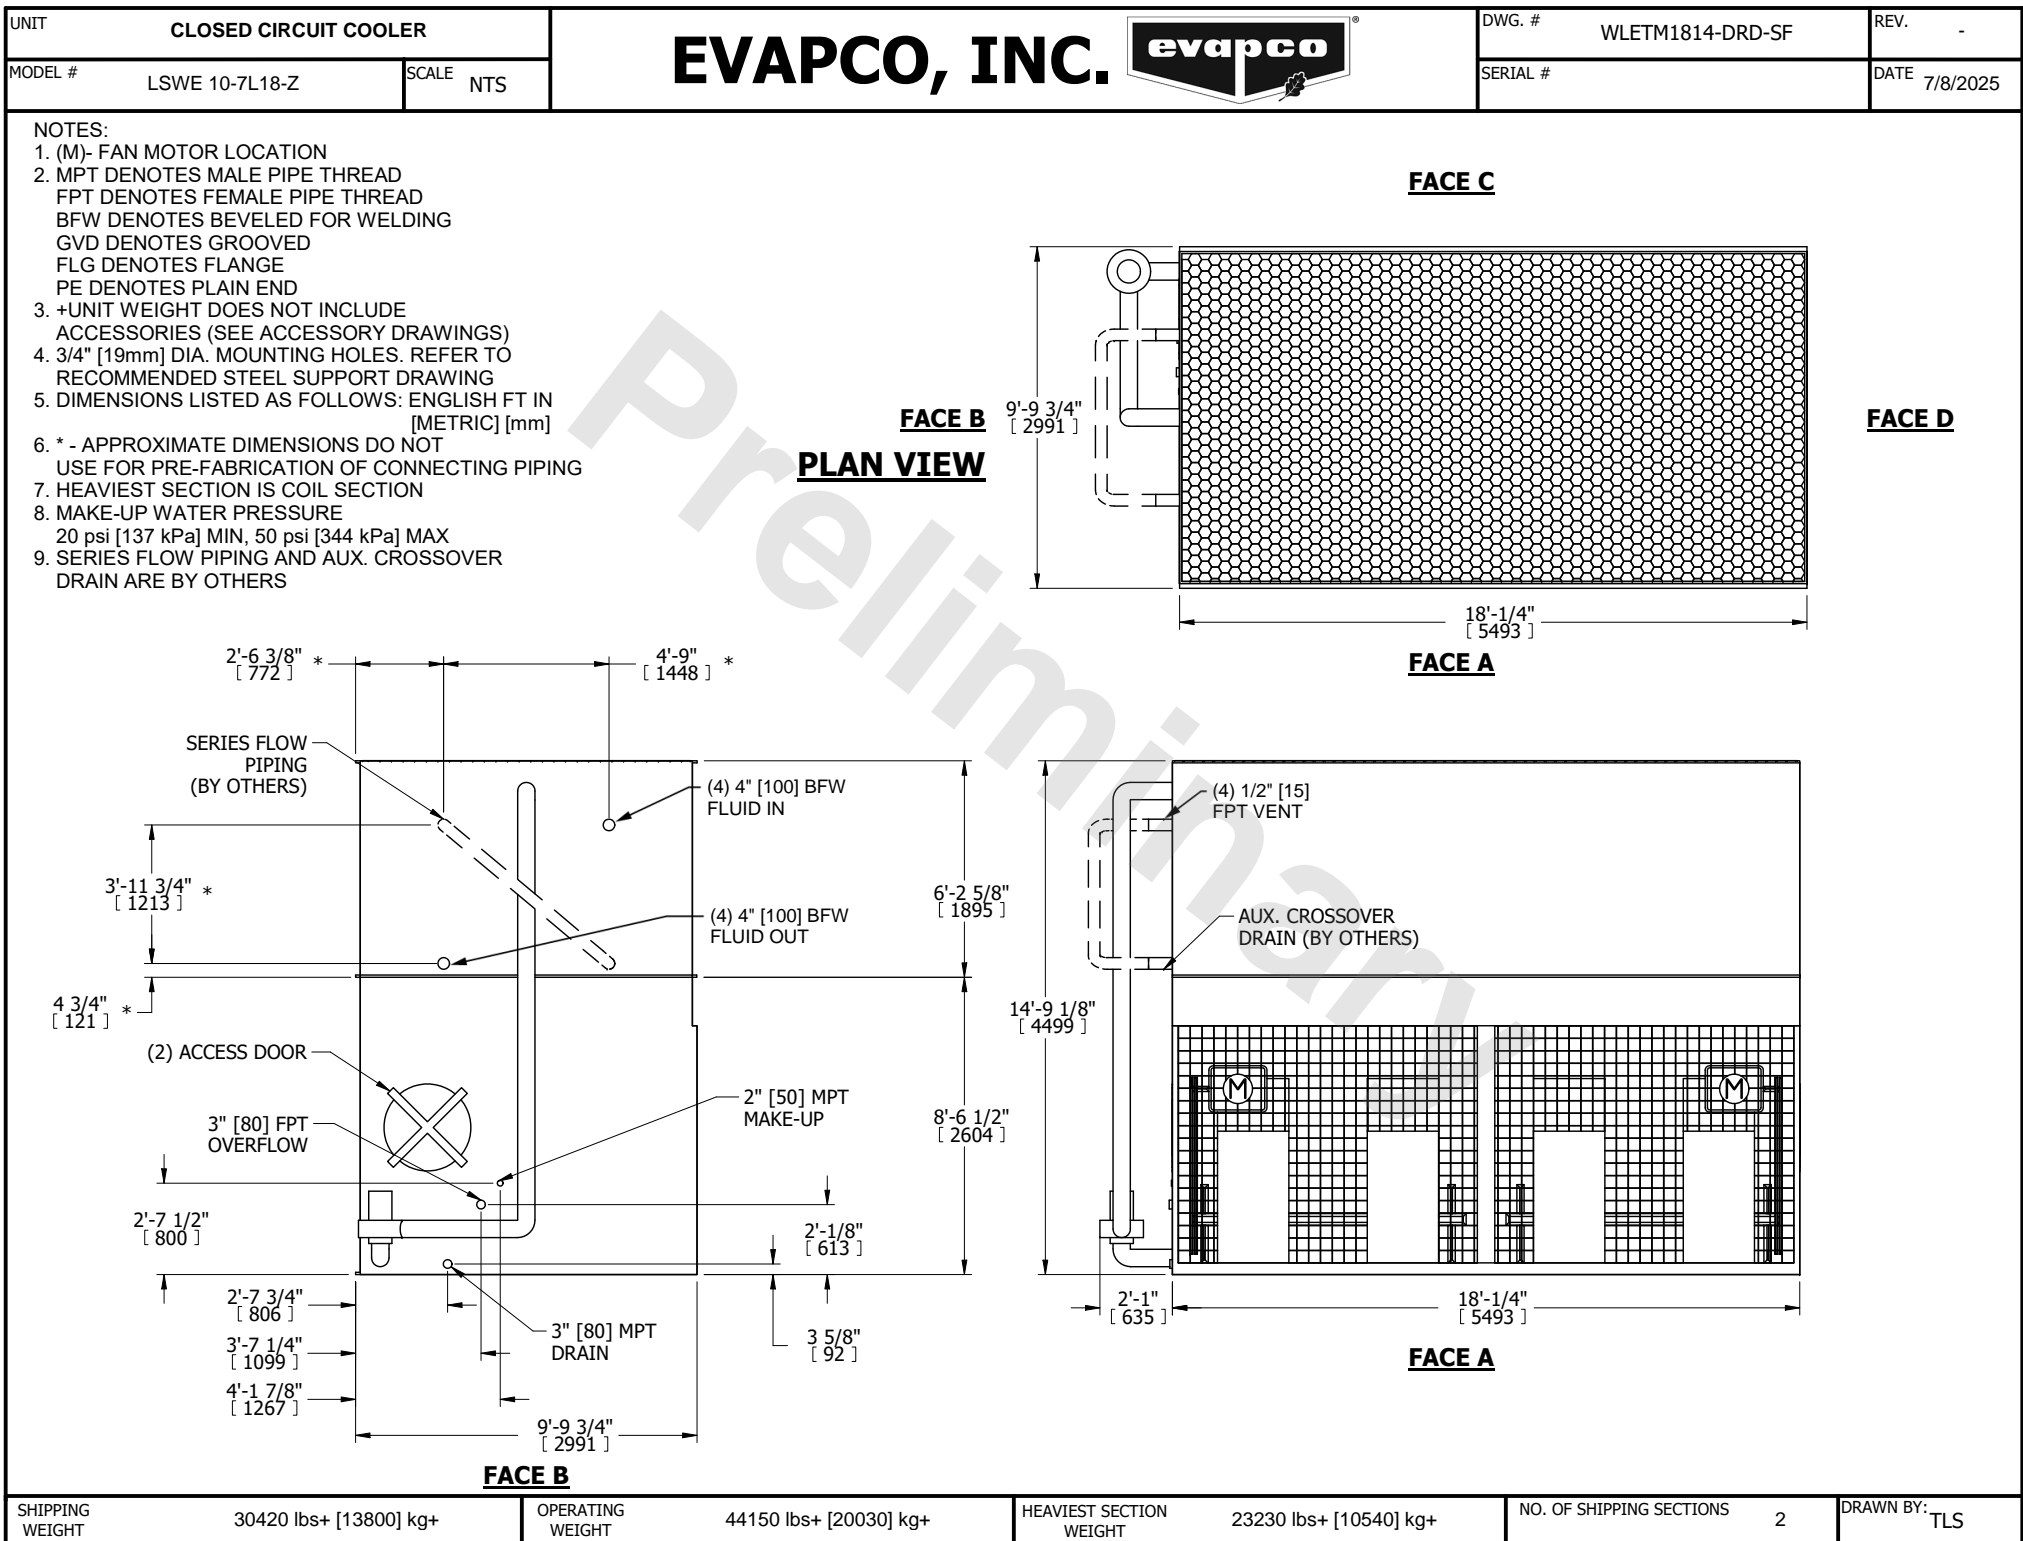 UNIT
CLOSED CIRCUIT COOLER
MODEL #
LSWE 10-7L18-Z
SCALE
NTS
EVAPCO, INC.
evapco
®
DWG. #
WLETM1814-DRD-SF
REV.
-
SERIAL #
DATE
7/8/2025
NOTES:
1. (M)- FAN MOTOR LOCATION
2. MPT DENOTES MALE PIPE THREAD
FPT DENOTES FEMALE PIPE THREAD
BFW DENOTES BEVELED FOR WELDING
GVD DENOTES GROOVED
FLG DENOTES FLANGE
PE DENOTES PLAIN END
3. +UNIT WEIGHT DOES NOT INCLUDE
ACCESSORIES (SEE ACCESSORY DRAWINGS)
4. 3/4" [19mm] DIA. MOUNTING HOLES. REFER TO
RECOMMENDED STEEL SUPPORT DRAWING
5. DIMENSIONS LISTED AS FOLLOWS: ENGLISH FT IN
[METRIC] [mm]
6. * - APPROXIMATE DIMENSIONS DO NOT
USE FOR PRE-FABRICATION OF CONNECTING PIPING
7. HEAVIEST SECTION IS COIL SECTION
8. MAKE-UP WATER PRESSURE
20 psi [137 kPa] MIN, 50 psi [344 kPa] MAX
9. SERIES FLOW PIPING AND AUX. CROSSOVER
DRAIN ARE BY OTHERS
Preliminary
FACE C
FACE B
PLAN VIEW
9'-9 3/4"
[ 2991 ]
FACE D
18'-1/4"
[ 5493 ]
FACE A
2'-6 3/8" *
[ 772 ]
4'-9" *
[ 1448 ]
SERIES FLOW
PIPING
(BY OTHERS)
(4) 4" [100] BFW
FLUID IN
3'-11 3/4" *
[ 1213 ]
(4) 4" [100] BFW
FLUID OUT
6'-2 5/8"
[ 1895 ]
4 3/4" *
[ 121 ]
(2) ACCESS DOOR
3" [80] FPT
OVERFLOW
2" [50] MPT
MAKE-UP
8'-6 1/2"
[ 2604 ]
2'-7 1/2"
[ 800 ]
2'-1/8"
[ 613 ]
2'-7 3/4"
[ 806 ]
3" [80] MPT
DRAIN
3 5/8"
[ 92 ]
3'-7 1/4"
[ 1099 ]
4'-1 7/8"
[ 1267 ]
9'-9 3/4"
[ 2991 ]
FACE B
(4) 1/2" [15]
FPT VENT
AUX. CROSSOVER
DRAIN (BY OTHERS)
14'-9 1/8"
[ 4499 ]
M
M
2'-1"
[ 635 ]
18'-1/4"
[ 5493 ]
FACE A
SHIPPING
WEIGHT
30420 lbs+ [13800] kg+
OPERATING
WEIGHT
44150 lbs+ [20030] kg+
HEAVIEST SECTION
WEIGHT
23230 lbs+ [10540] kg+
NO. OF SHIPPING SECTIONS
2
DRAWN BY:
TLS